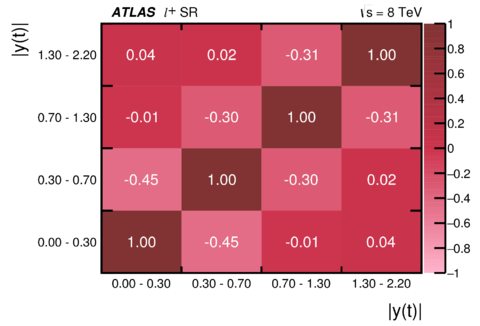 ATLAS l⁺ SR √s = 8 TeV
|y(t)|
1.30 - 2.20 0.04 0.02 -0.31 1.00
0.70 - 1.30 -0.01 -0.30 1.00 -0.31
0.30 - 0.70 -0.45 1.00 -0.30 0.02
0.00 - 0.30 1.00 -0.45 -0.01 0.04
0.00 - 0.30 0.30 - 0.70 0.70 - 1.30 1.30 - 2.20
|y(t)|
1
0.8
0.6
0.4
0.2
0
−0.2
−0.4
−0.6
−0.8
−1